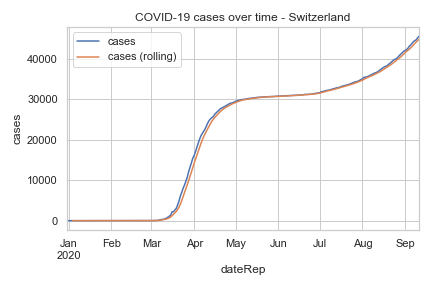 COVID-19 cases over time - Switzerland
cases
cases (rolling)
40000
30000
20000
10000
0
cases
Jan Feb Mar Apr May Jun Jul Aug Sep
2020
dateRep